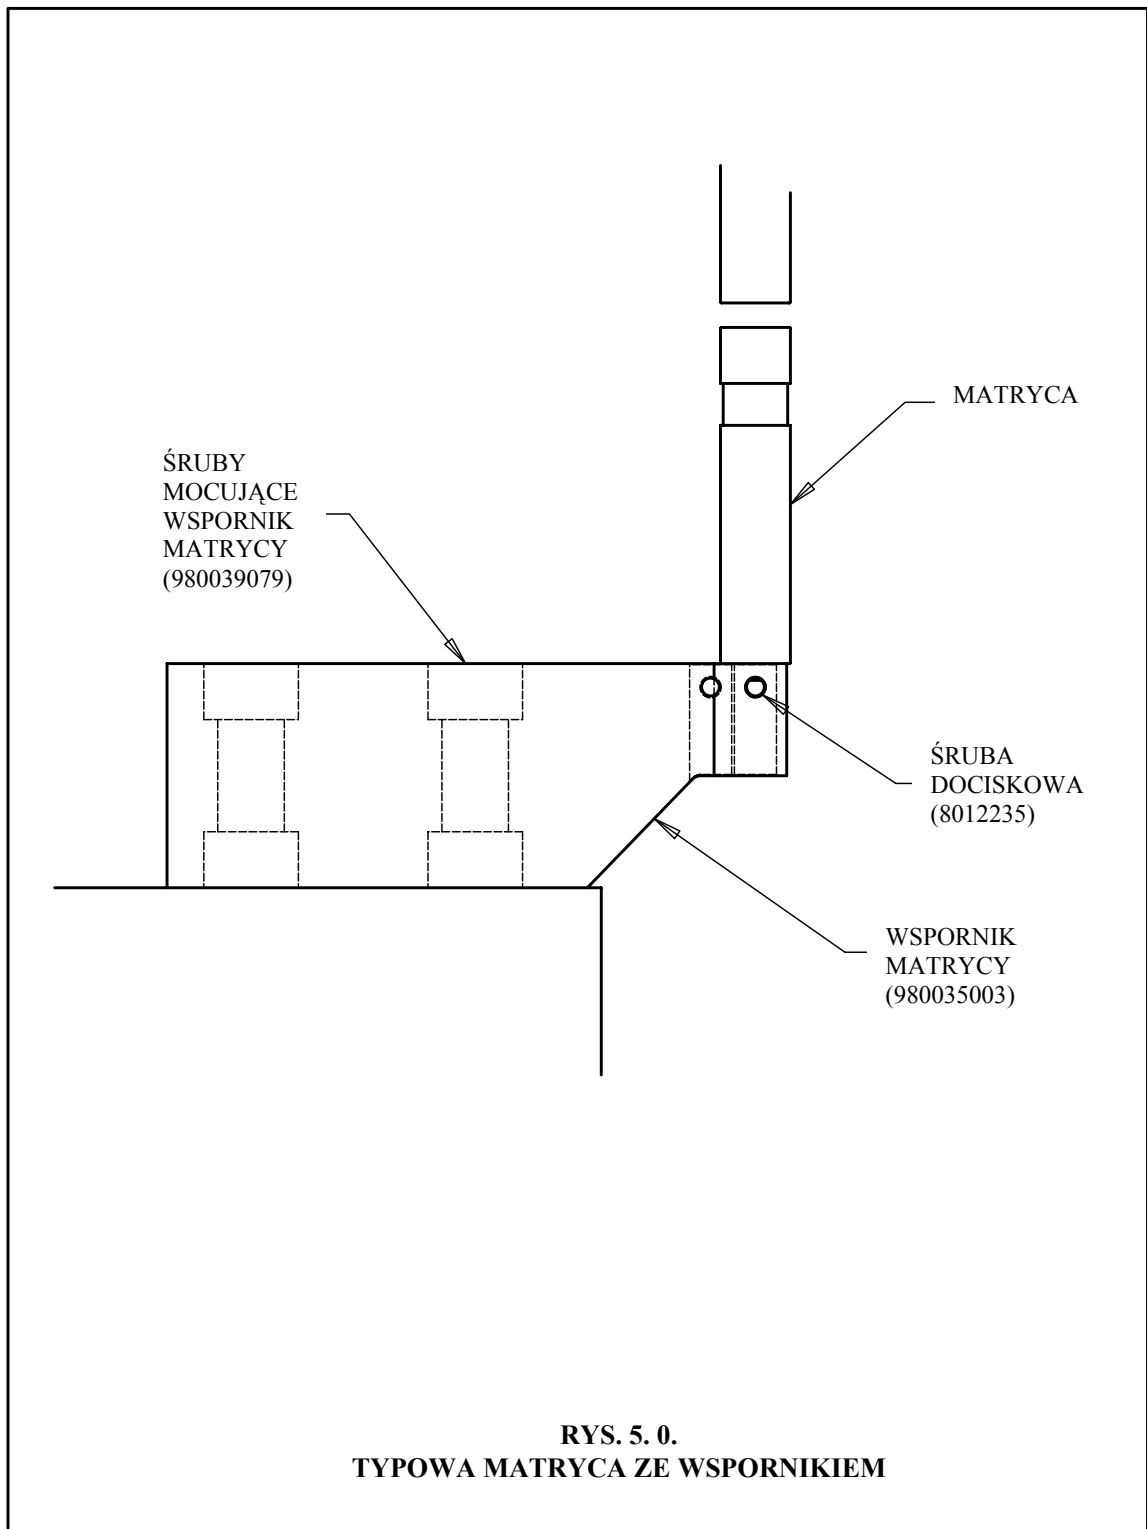 MATRYCA
ŚRUBY
MOCUJĄCE
WSPORNIK
MATRYCY
(980039079)
ŚRUBA
DOCISKOWA
(8012235)
WSPORNIK
MATRYCY
(980035003)
RYS. 5. 0.
TYPOWA MATRYCA ZE WSPORNIKIEM